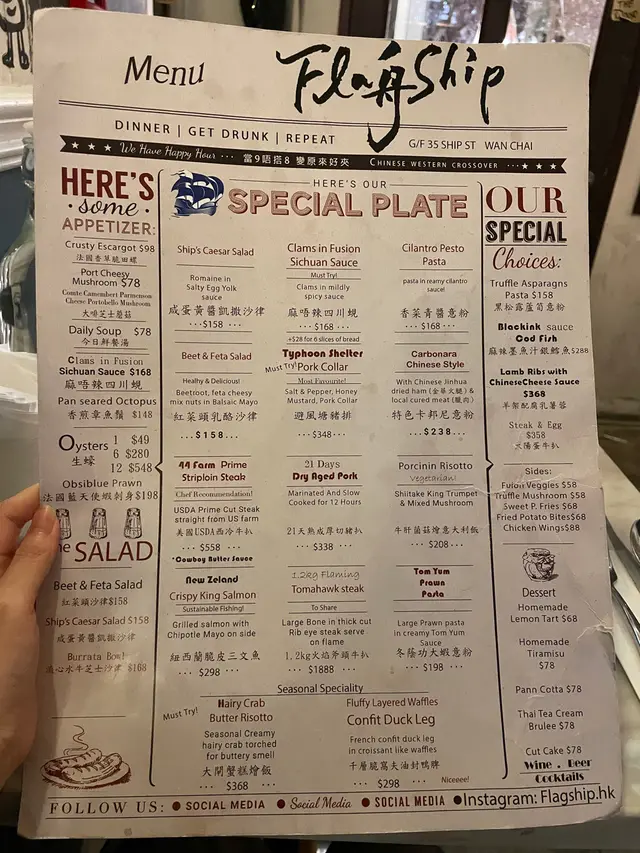 Menu
Flagship
DINNER | GET DRUNK | REPEAT
G/F 35 SHIP ST WAN CHAI
We Have Happy Hour ··· 當9唔搭8 變原來好夾
CHINESE WESTERN CROSSOVER
HERE'S
some
APPETIZER:
Crusty Escargot $98
法國香草脆田螺
Port Cheesy
Mushroom $78
Comte Camembert Parmenson
Cheese Portobello Mushroom
大啡芝士蘑菇
Daily Soup $78
今日鮮餐湯
Clams in Fusion
Sichuan Sauce $168
麻唔辣四川蜆
Pan seared Octopus
香煎章魚鬚 $148
Oysters 1 $49
生蠔 6 $280
12 $548
Obsiblue Prawn
法國藍天使蝦刺身$198
SALAD
Beet & Feta Salad
紅菜頭沙律$158
Ship's Caesar Salad $158
咸蛋黃醬凱撒沙律
Burrata Bowl
水牛芝士沙律 $168
HERE'S OUR
SPECIAL PLATE
Ship's Caesar Salad
Romaine in
Salty Egg Yolk
sauce
咸蛋黃醬凱撒沙律
···$158 ···
Clams in Fusion
Sichuan Sauce
Must Try!
Clams in mildly
spicy sauce
麻唔辣四川蜆
··· $168 ···
+$28 for 6 slices of bread
Cilantro Pesto
Pasta
pasta in reamy cilantro
sauce!
香菜青醬意粉
··· $168 ···
Beet & Feta Salad
Healhy & Delicious!
Beetroot, feta cheesy
mix nuts in Balsaic Mayo
紅菜頭乳酪沙律
...$158...
Typhoon Shelter
Must Try! Pork Collar
Most Favourite!
Salt & Pepper, Honey
Mustard, Pork Collar
避風塘豬排
···$348···
Carbonara
Chinese Style
With Chinese Jinhua
dried ham (金華火腿) &
local cured meat (臘肉)
特色卡邦尼意粉
...$238...
44 Farm Prime
Striploin Steak
Chef Recommendation!
USDA Prime Cut Steak
straight from US farm
美國USDA西冷牛扒
··· $558 ···
*Cowboy Butter Sauce
21 Days
Dry Aged Pork
Marinated And Slow
Cooked for 12 Hours
21天熟成厚切豬扒
··· $338 ···
Porcinin Risotto
Vegetarian!
Shiitake King Trumpet
& Mixed Mushroom
牛肝菌菇燴意大利飯
··· $208...
New Zeland
Crispy King Salmon
Sustainable Fishing!
Grilled salmon with
Chipotle Mayo on side
紐西蘭脆皮三文魚
··· $298 ···
1.2kg Flaming
Tomahawk steak
To Share
Large Bone in thick cut
Rib eye steak serve
on flame
1.2kg火焰斧頭牛扒
··· $1888 ···
Tom Yum
Prawn
Pasta
Large Prawn pasta
in creamy Tom Yum
Sauce
冬蔭功大蝦意粉
··· $198 ···
Seasonal Speciality
Must Try!
Hairy Crab
Butter Risotto
Seasonal Creamy
hairy crab torched
for buttery smell
大閘蟹糕燴飯
··· $368 ···
Fluffy Layered Waffles
Confit Duck Leg
French confit duck leg
in croissant like waffles
千層脆窩夫油封鴨脾
··· $298 ··· Niceeee!
OUR
SPECIAL
Choices:
Truffle Asparagus
Pasta $158
黑松露蘆筍意粉
Blackink sauce
Cod Fish
麻辣墨魚汁銀鱈魚$288
Lamb Ribs with
ChineseCheese Sauce
$368
羊架配腐乳薯蓉
Steak & Egg
$358
太陽蛋牛扒
Sides:
Fulori Veggies $58
Truffle Mushroom $58
Sweet P. Fries $68
Fried Potato Bites$68
Chicken Wings$88
Dessert
Homemade
Lemon Tart $68
Homemade
Tiramisu
$78
Pann Cotta $78
Thai Tea Cream
Brulee $78
Cut Cake $78
Wine . Beer
Cocktails
FOLLOW US: ● SOCIAL MEDIA ● Social Media ● SOCIAL MEDIA ●Instagram: Flagship.hk